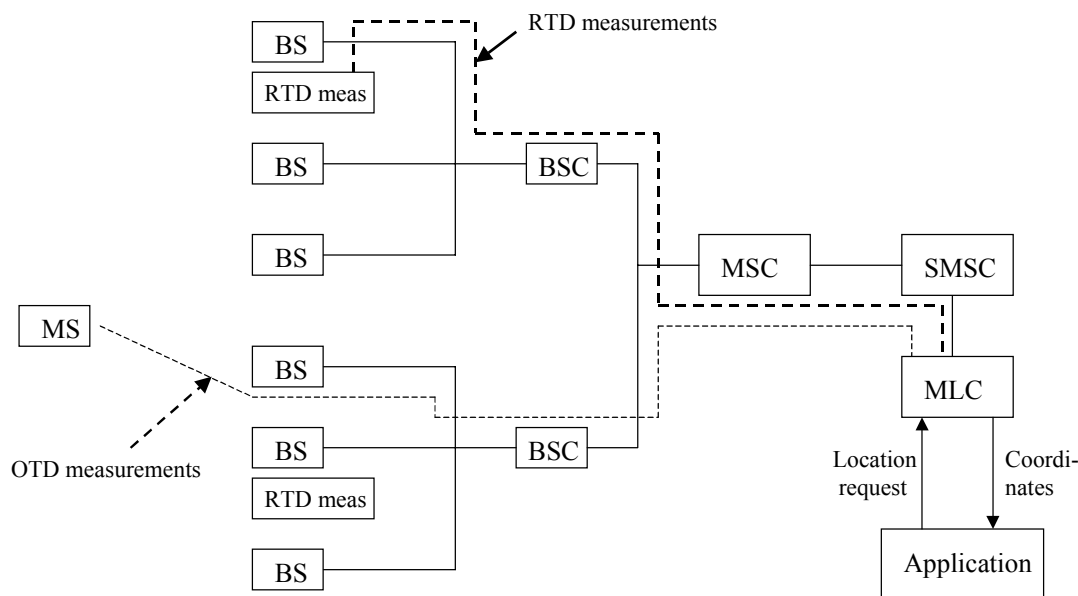 RTD measurements
BS
RTD meas
BS
BSC
BS
MSC
SMSC
MS
BS
MLC
OTD measurements
BS
BSC
Location
request
Coordi-
nates
RTD meas
BS
Application